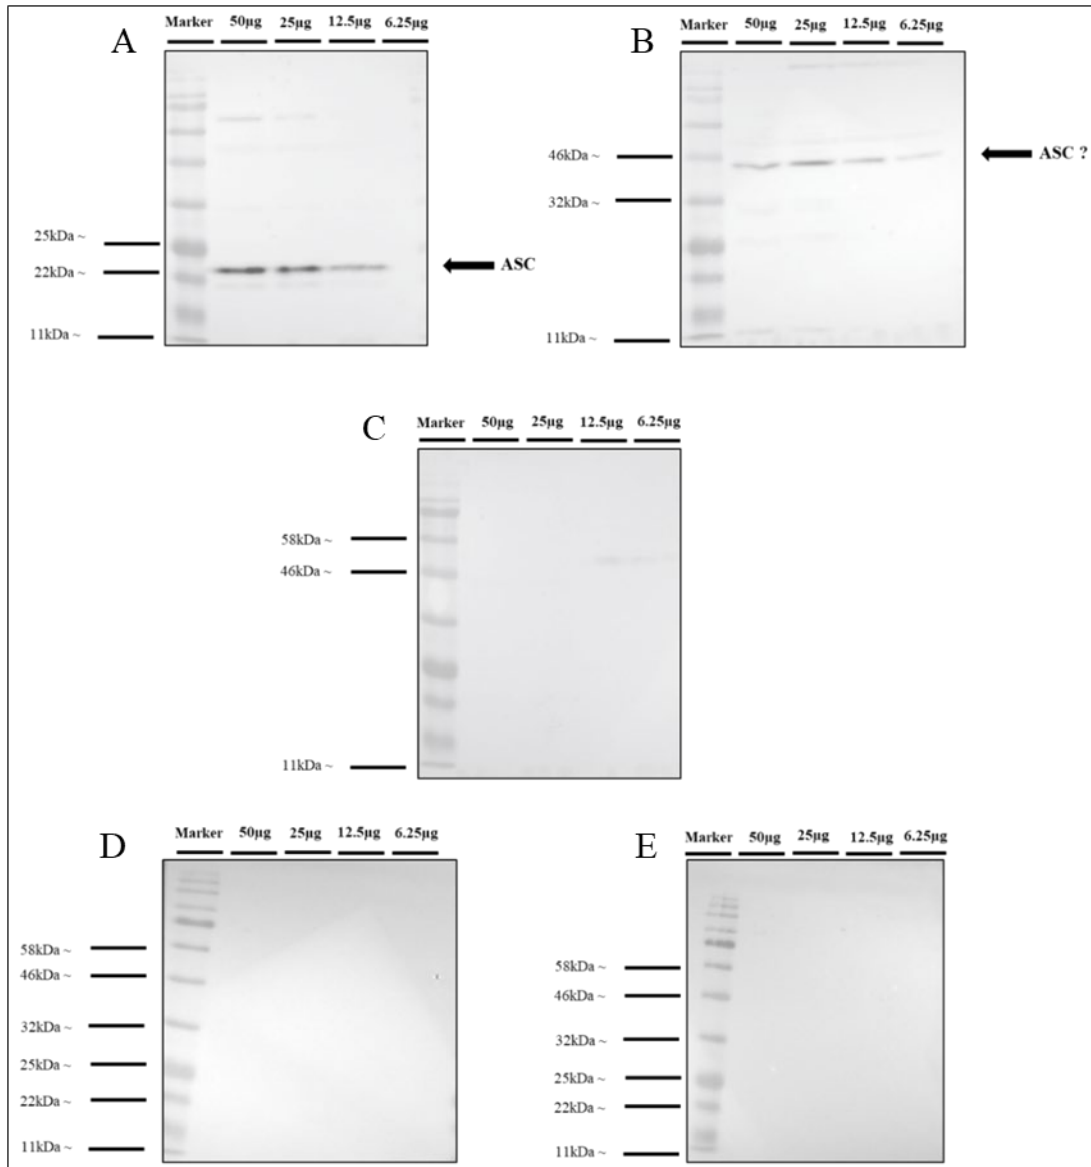 A
Marker 50µg 25µg 12.5µg 6.25µg
25kDa ~
22kDa ~
11kDa ~
ASC
B
Marker 50µg 25µg 12.5µg 6.25µg
46kDa ~
32kDa ~
11kDa ~
ASC ?
C
Marker 50µg 25µg 12.5µg 6.25µg
58kDa ~
46kDa ~
11kDa ~
D
Marker 50µg 25µg 12.5µg 6.25µg
58kDa ~
46kDa ~
32kDa ~
25kDa ~
22kDa ~
11kDa ~
E
Marker 50µg 25µg 12.5µg 6.25µg
58kDa ~
46kDa ~
32kDa ~
25kDa ~
22kDa ~
11kDa ~